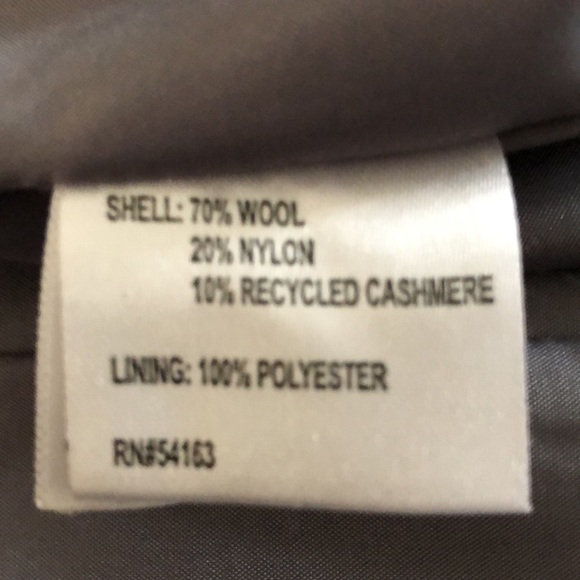 SHELL: 70% WOOL
20% NYLON
10% RECYCLED CASHMERE
LINING: 100% POLYESTER
RN#54163